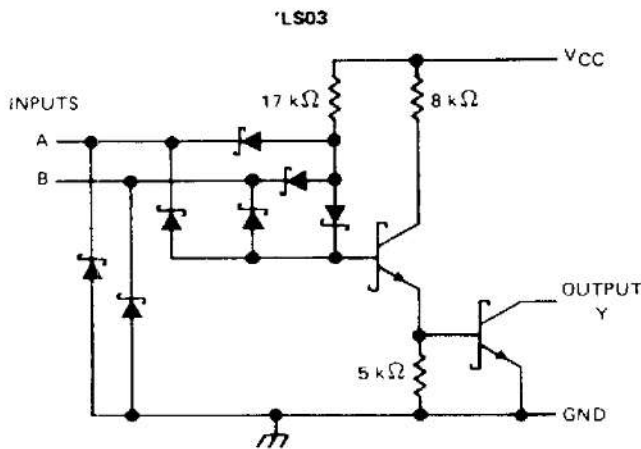 'LS03
VCC
17 kΩ
8 kΩ
INPUTS
A
B
OUTPUT
Y
5 kΩ
GND